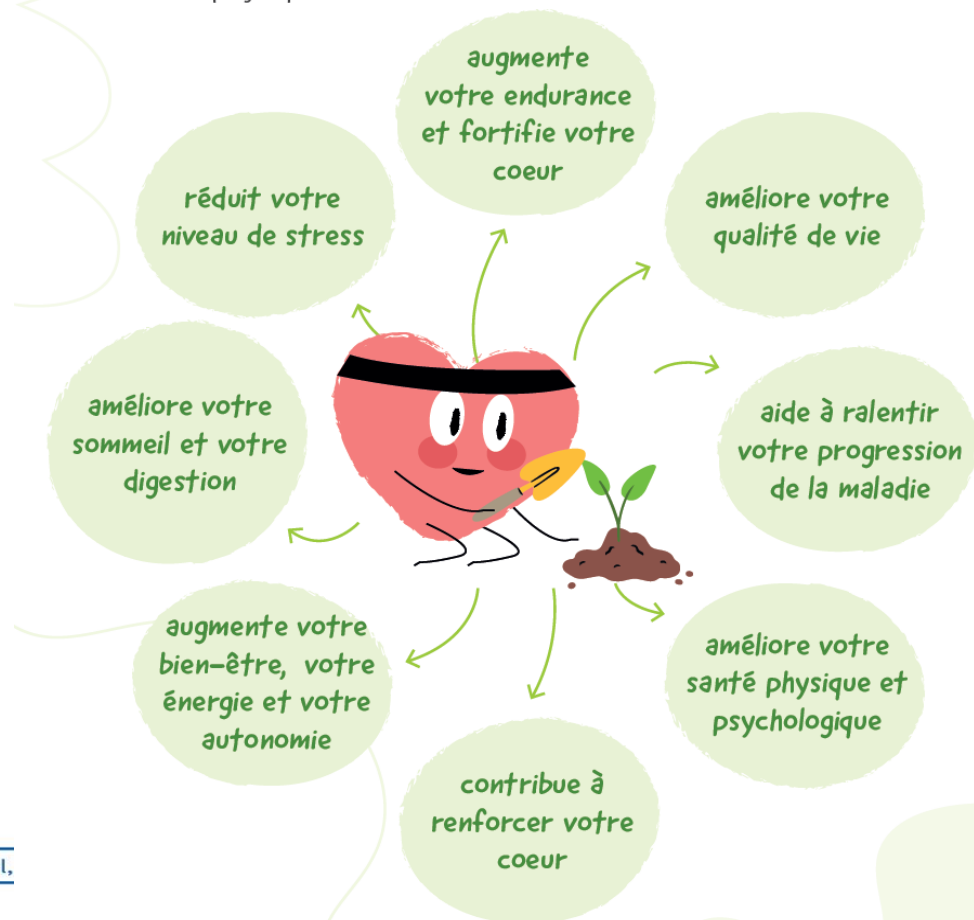 augmente
votre endurance
et fortifie votre
coeur
améliore votre
qualité de vie
aide à ralentir
votre progression
de la maladie
améliore votre
santé physique et
psychologique
contribue à
renforcer votre
coeur
augmente votre
bien-être, votre
énergie et votre
autonomie
améliore votre
sommeil et votre
digestion
réduit votre
niveau de stress
l,